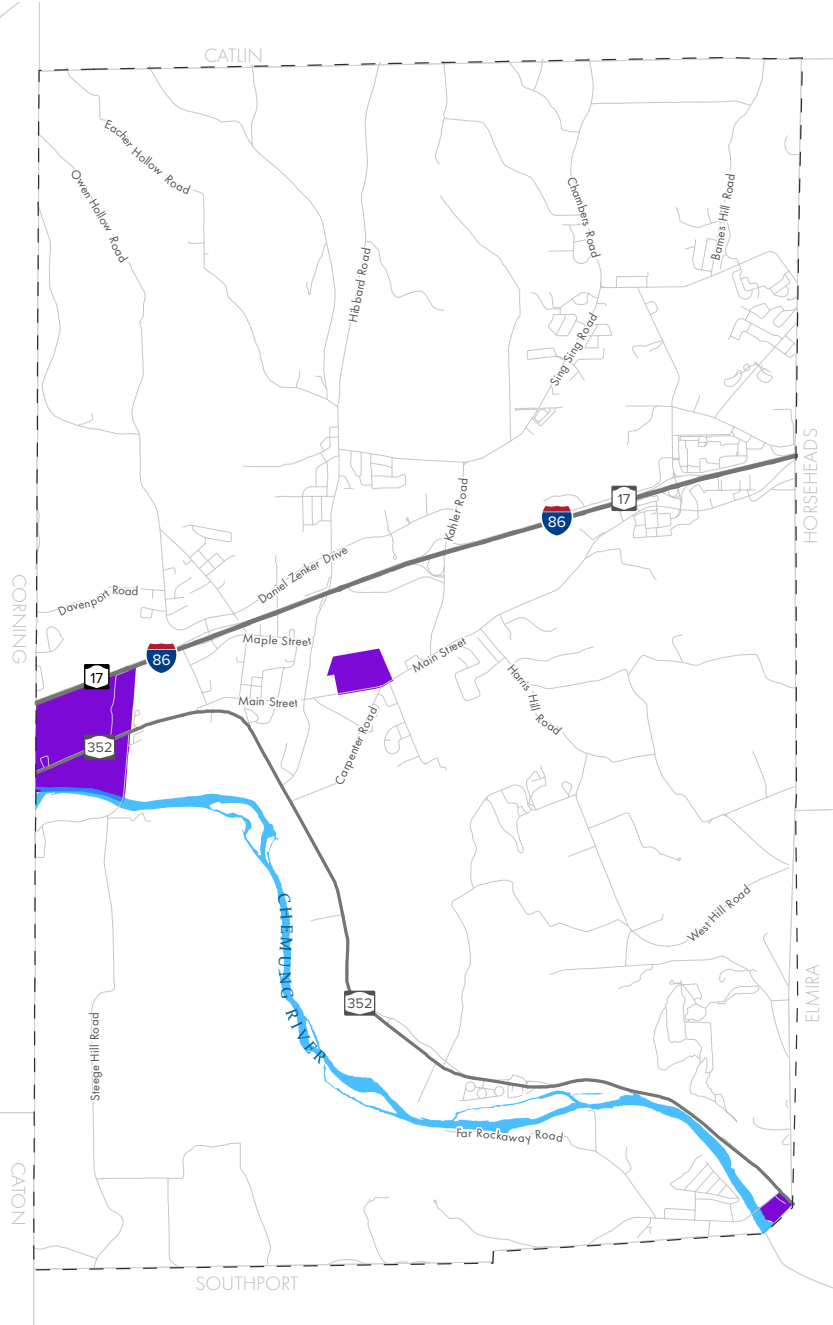 CATLIN
Eacher Hollow Road
Owen Hollow Road
Chambers Road
Barnes Hill Road
Hibbard Road
Sing Sing Road
HORSEHEADS
17
86
Kahler Road
Daniel Zenker Drive
CORNING
Davenport Road
Maple Street
86
Main Street
17
Harris Hill Road
Main Street
Carpenter Road
352
CHEMUNG RIVER
West Hill Road
ELMIRA
352
Steege Hill Road
Far Rockaway Road
CATON
SOUTHPORT